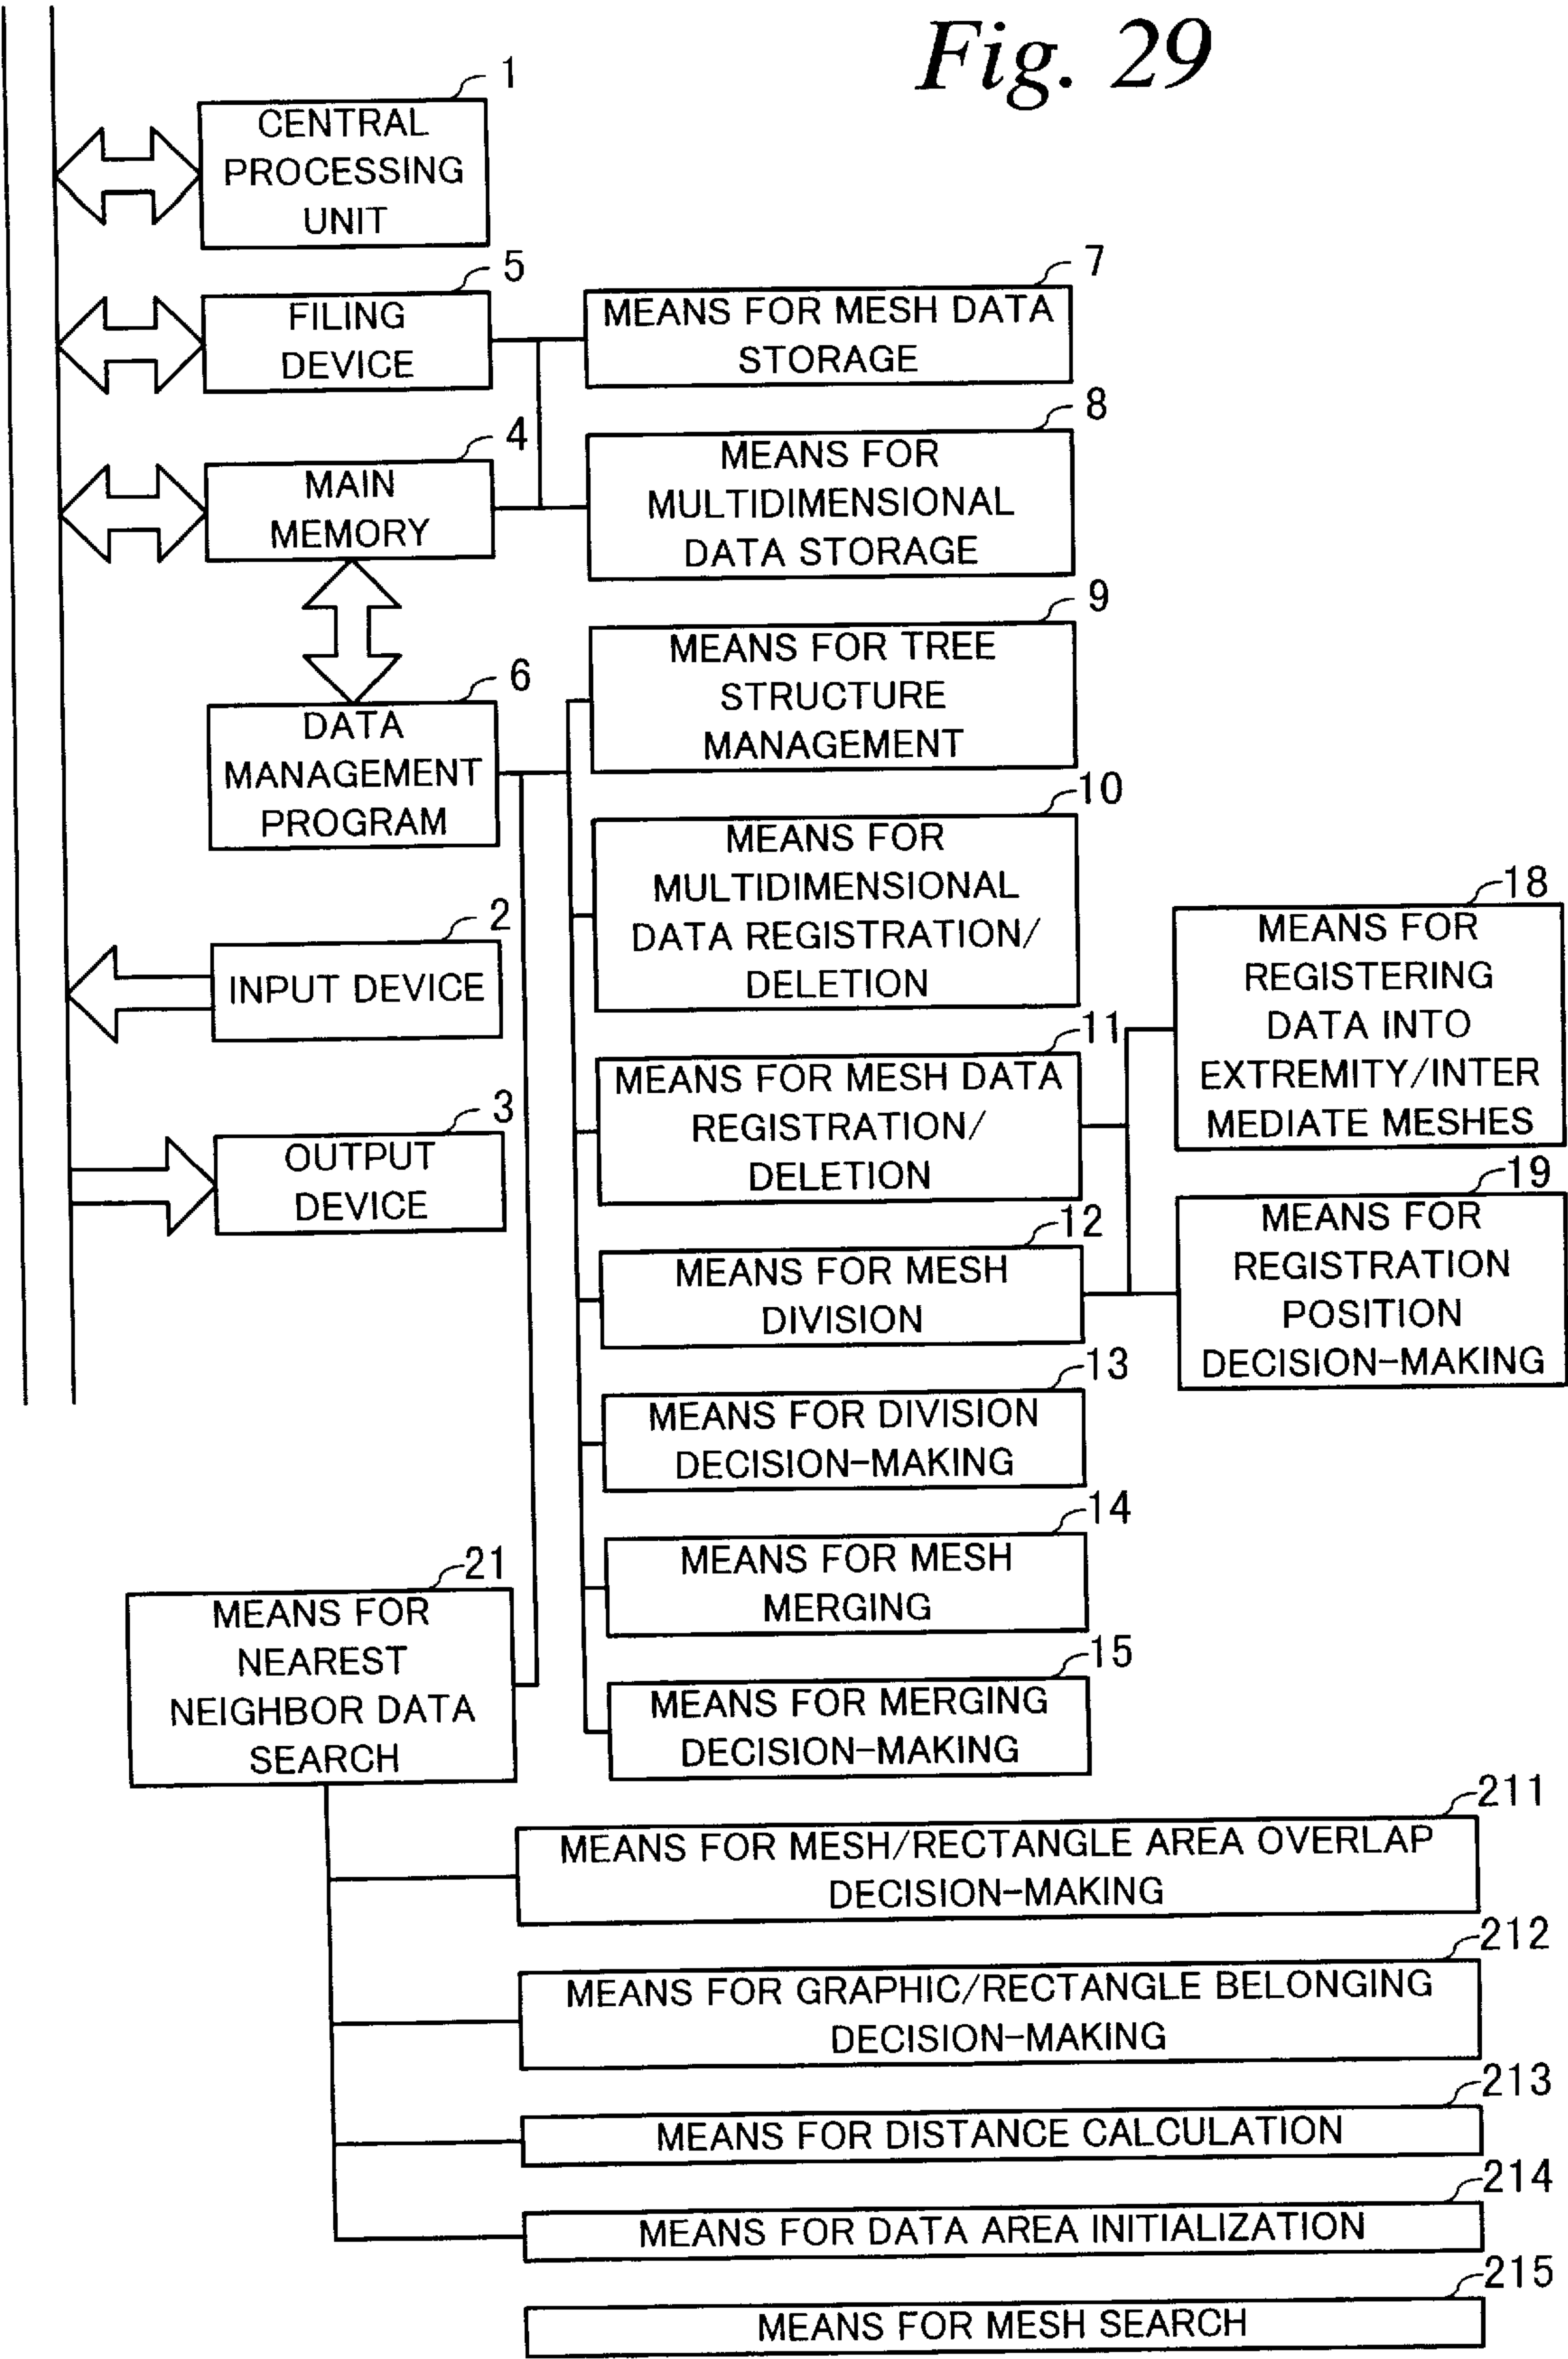 Fig. 29
1
CENTRAL
PROCESSING
UNIT
5
FILING
DEVICE
7
MEANS FOR MESH DATA
STORAGE
4
MAIN
MEMORY
8
MEANS FOR
MULTIDIMENSIONAL
DATA STORAGE
6
DATA
MANAGEMENT
PROGRAM
9
MEANS FOR TREE
STRUCTURE
MANAGEMENT
10
MEANS FOR
MULTIDIMENSIONAL
DATA REGISTRATION/
DELETION
2
INPUT DEVICE
11
MEANS FOR MESH DATA
REGISTRATION/
DELETION
18
MEANS FOR
REGISTERING
DATA INTO
EXTREMITY/INTER
MEDIATE MESHES
3
OUTPUT
DEVICE
12
MEANS FOR MESH
DIVISION
19
MEANS FOR
REGISTRATION
POSITION
DECISION-MAKING
13
MEANS FOR DIVISION
DECISION-MAKING
14
MEANS FOR MESH
MERGING
15
MEANS FOR MERGING
DECISION-MAKING
21
MEANS FOR
NEAREST
NEIGHBOR DATA
SEARCH
211
MEANS FOR MESH/RECTANGLE AREA OVERLAP
DECISION-MAKING
212
MEANS FOR GRAPHIC/RECTANGLE BELONGING
DECISION-MAKING
213
MEANS FOR DISTANCE CALCULATION
214
MEANS FOR DATA AREA INITIALIZATION
215
MEANS FOR MESH SEARCH